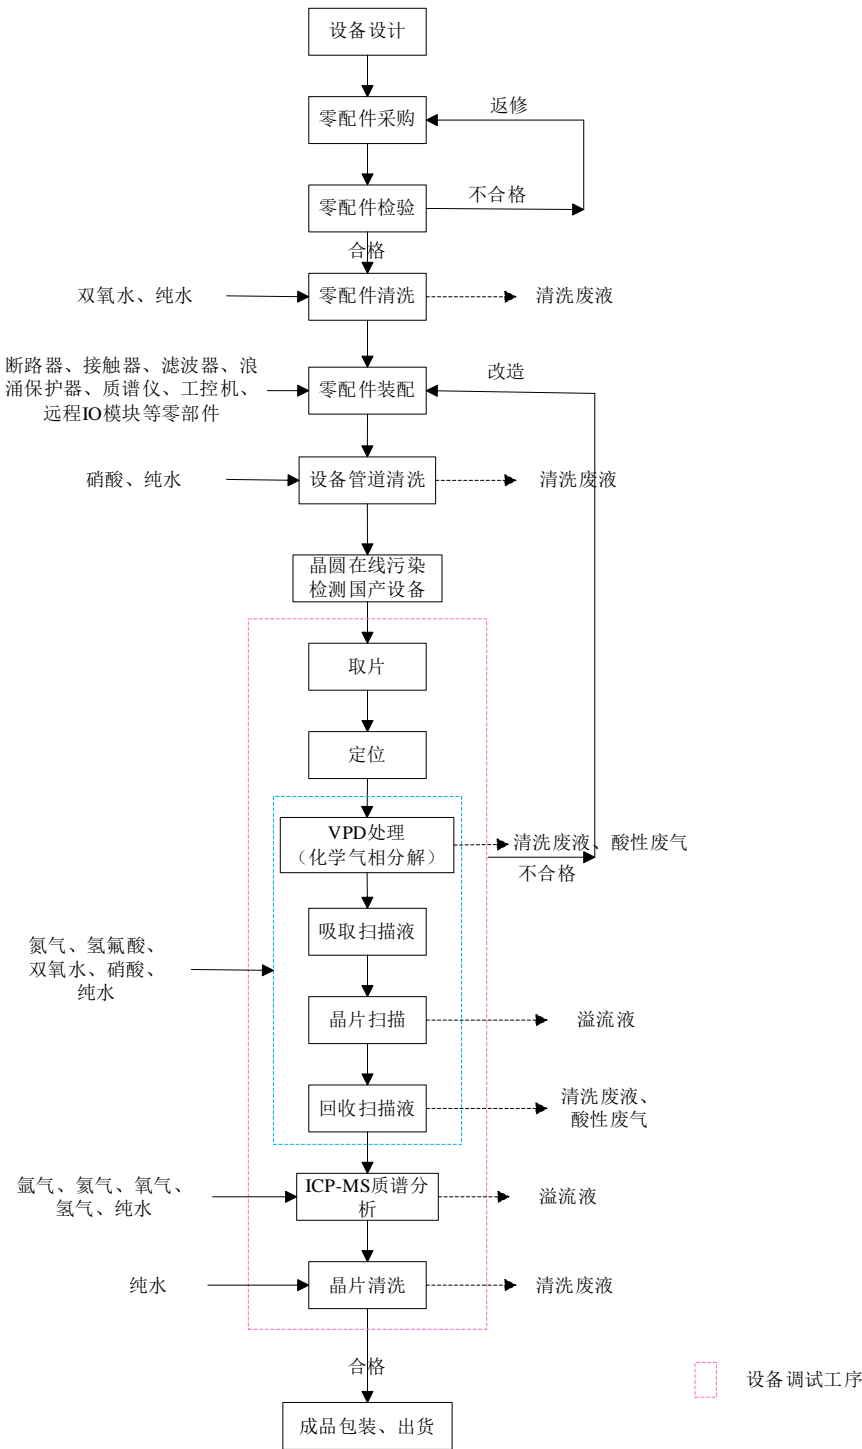 设备设计
零配件采购
返修
零配件检验
不合格
合格
双氧水、纯水
零配件清洗
清洗废液
断路器、接触器、滤波器、浪
涌保护器、质谱仪、工控机、
远程IO模块等零部件
零配件装配
改造
硝酸、纯水
设备管道清洗
清洗废液
晶圆在线污染
检测国产设备
取片
定位
VPD处理
（化学气相分解）
清洗废液、酸性废气
不合格
氮气、氢氟酸、
双氧水、硝酸、
纯水
吸取扫描液
晶片扫描
溢流液
回收扫描液
清洗废液、
酸性废气
氩气、氦气、氧气、
氢气、纯水
ICP-MS质谱分
析
溢流液
纯水
晶片清洗
清洗废液
合格
设备调试工序
成品包装、出货